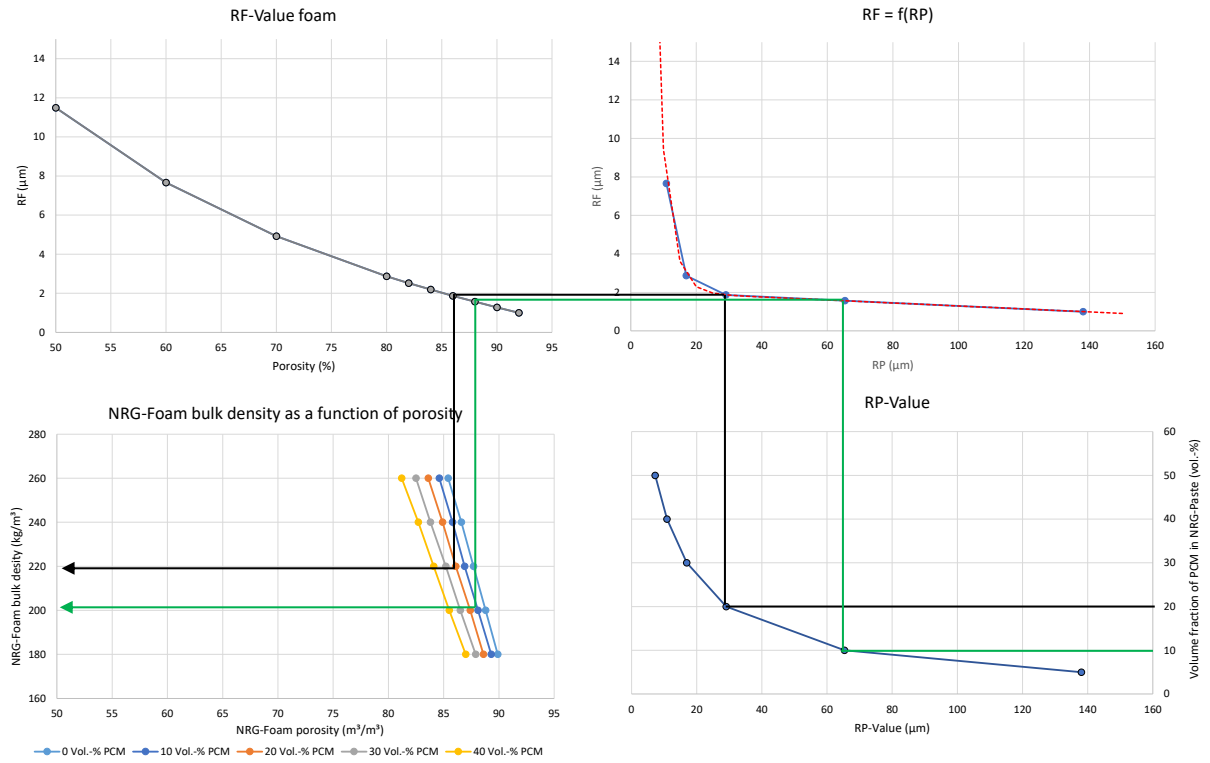 RF-Value foam
14
12
10
8
6
4
2
0
RF (µm)
50 55 60 65 70 75 80 85 90 95
Porosity (%)
RF = f(RP)
14
12
10
8
6
4
2
0
RF (µm)
0 20 40 60 80 100 120 140 160
RP (µm)
NRG-Foam bulk density as a function of porosity
280
260
240
220
200
180
160
NRG-Foam bulk desity (kg/m³)
50 55 60 65 70 75 80 85 90 95
NRG-Foam porosity (m³/m³)
0 Vol.-% PCM 10 Vol.-% PCM 20 Vol.-% PCM 30 Vol.-% PCM 40 Vol.-% PCM
RP-Value
60
50
40
30
20
10
0
Volume fraction of PCM in NRG-Paste (vol.-%)
0 20 40 60 80 100 120 140 160
RP-Value (µm)